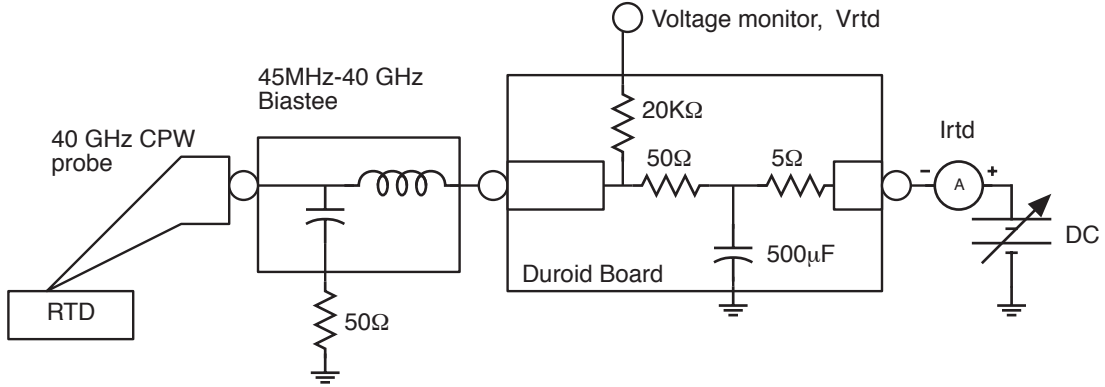 Voltage monitor, Vrtd
45MHz-40 GHz
Biastee
40 GHz CPW
probe
20KΩ
Irtd
50Ω
5Ω
-
A
+
DC
500μF
Duroid Board
RTD
50Ω